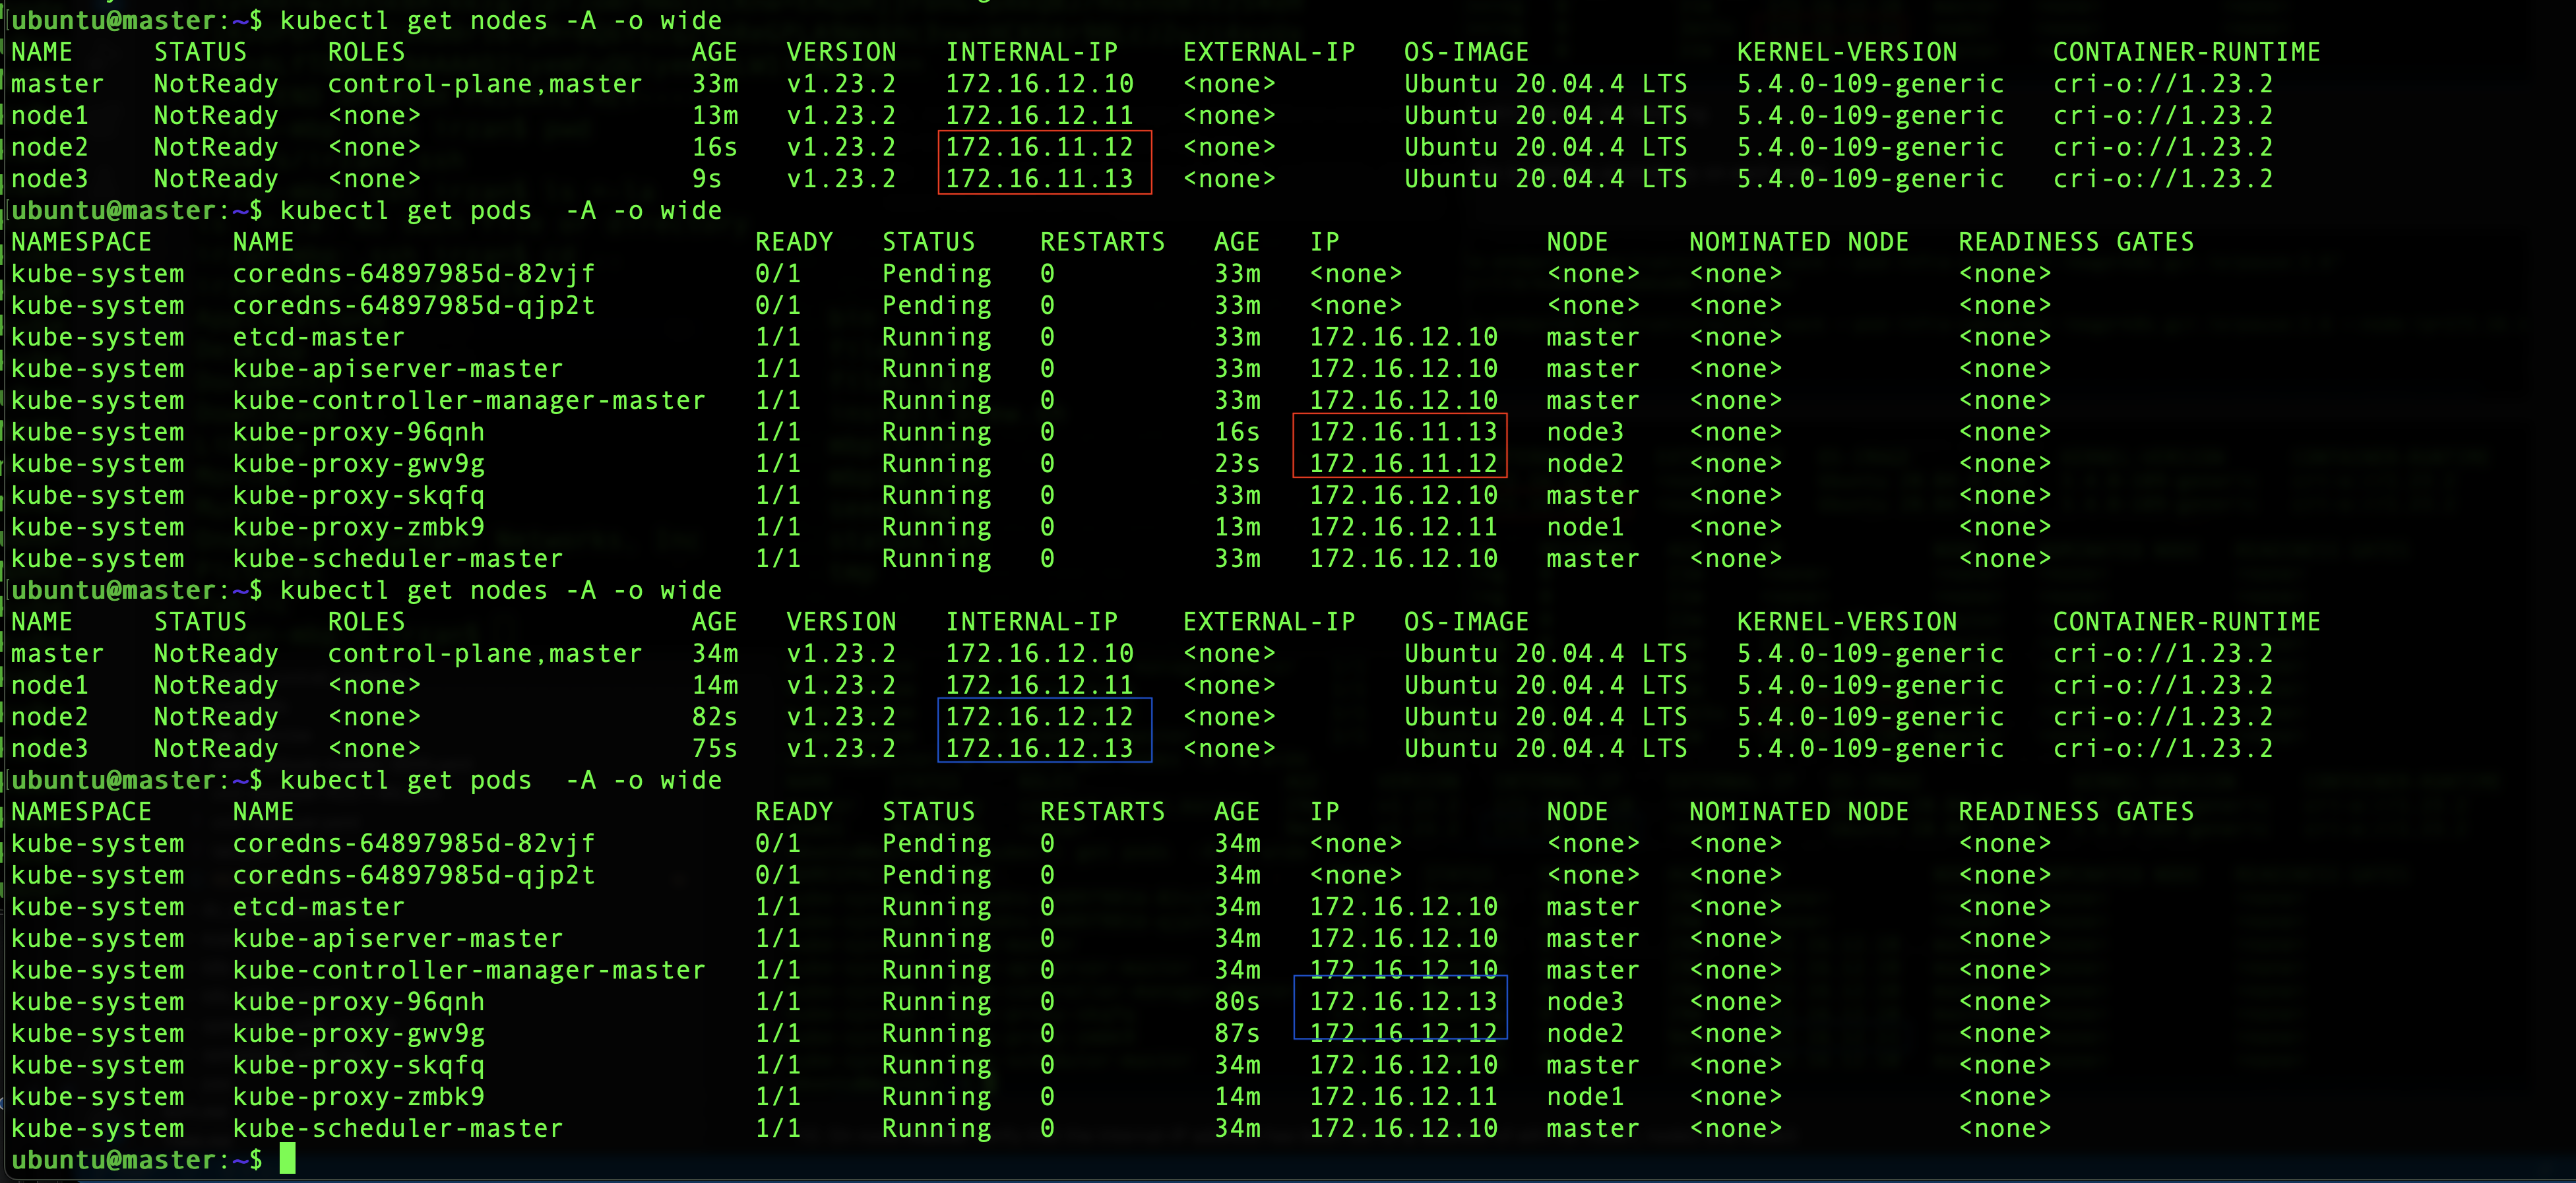 ubuntu@master:~$ kubectl get nodes -A -o wide
NAME STATUS ROLES AGE VERSION INTERNAL-IP EXTERNAL-IP OS-IMAGE KERNEL-VERSION CONTAINER-RUNTIME
master NotReady control-plane,master 33m v1.23.2 172.16.12.10 <none> Ubuntu 20.04.4 LTS 5.4.0-109-generic cri-o://1.23.2
node1 NotReady <none> 13m v1.23.2 172.16.12.11 <none> Ubuntu 20.04.4 LTS 5.4.0-109-generic cri-o://1.23.2
node2 NotReady <none> 16s v1.23.2 172.16.11.12 <none> Ubuntu 20.04.4 LTS 5.4.0-109-generic cri-o://1.23.2
node3 NotReady <none> 9s v1.23.2 172.16.11.13 <none> Ubuntu 20.04.4 LTS 5.4.0-109-generic cri-o://1.23.2
ubuntu@master:~$ kubectl get pods  -A -o wide
NAMESPACE NAME READY STATUS RESTARTS AGE IP NODE NOMINATED NODE READINESS GATES
kube-system coredns-64897985d-82vjf 0/1 Pending 0 33m <none> <none> <none> <none>
kube-system coredns-64897985d-qjp2t 0/1 Pending 0 33m <none> <none> <none> <none>
kube-system etcd-master 1/1 Running 0 33m 172.16.12.10 master <none> <none>
kube-system kube-apiserver-master 1/1 Running 0 33m 172.16.12.10 master <none> <none>
kube-system kube-controller-manager-master 1/1 Running 0 33m 172.16.12.10 master <none> <none>
kube-system kube-proxy-96qnh 1/1 Running 0 16s 172.16.11.13 node3 <none> <none>
kube-system kube-proxy-gwv9g 1/1 Running 0 23s 172.16.11.12 node2 <none> <none>
kube-system kube-proxy-skqfq 1/1 Running 0 33m 172.16.12.10 master <none> <none>
kube-system kube-proxy-zmbk9 1/1 Running 0 13m 172.16.12.11 node1 <none> <none>
kube-system kube-scheduler-master 1/1 Running 0 33m 172.16.12.10 master <none> <none>
ubuntu@master:~$ kubectl get nodes -A -o wide
NAME STATUS ROLES AGE VERSION INTERNAL-IP EXTERNAL-IP OS-IMAGE KERNEL-VERSION CONTAINER-RUNTIME
master NotReady control-plane,master 34m v1.23.2 172.16.12.10 <none> Ubuntu 20.04.4 LTS 5.4.0-109-generic cri-o://1.23.2
node1 NotReady <none> 14m v1.23.2 172.16.12.11 <none> Ubuntu 20.04.4 LTS 5.4.0-109-generic cri-o://1.23.2
node2 NotReady <none> 82s v1.23.2 172.16.12.12 <none> Ubuntu 20.04.4 LTS 5.4.0-109-generic cri-o://1.23.2
node3 NotReady <none> 75s v1.23.2 172.16.12.13 <none> Ubuntu 20.04.4 LTS 5.4.0-109-generic cri-o://1.23.2
ubuntu@master:~$ kubectl get pods  -A -o wide
NAMESPACE NAME READY STATUS RESTARTS AGE IP NODE NOMINATED NODE READINESS GATES
kube-system coredns-64897985d-82vjf 0/1 Pending 0 34m <none> <none> <none> <none>
kube-system coredns-64897985d-qjp2t 0/1 Pending 0 34m <none> <none> <none> <none>
kube-system etcd-master 1/1 Running 0 34m 172.16.12.10 master <none> <none>
kube-system kube-apiserver-master 1/1 Running 0 34m 172.16.12.10 master <none> <none>
kube-system kube-controller-manager-master 1/1 Running 0 34m 172.16.12.10 master <none> <none>
kube-system kube-proxy-96qnh 1/1 Running 0 80s 172.16.12.13 node3 <none> <none>
kube-system kube-proxy-gwv9g 1/1 Running 0 87s 172.16.12.12 node2 <none> <none>
kube-system kube-proxy-skqfq 1/1 Running 0 34m 172.16.12.10 master <none> <none>
kube-system kube-proxy-zmbk9 1/1 Running 0 14m 172.16.12.11 node1 <none> <none>
kube-system kube-scheduler-master 1/1 Running 0 34m 172.16.12.10 master <none> <none>
ubuntu@master:~$